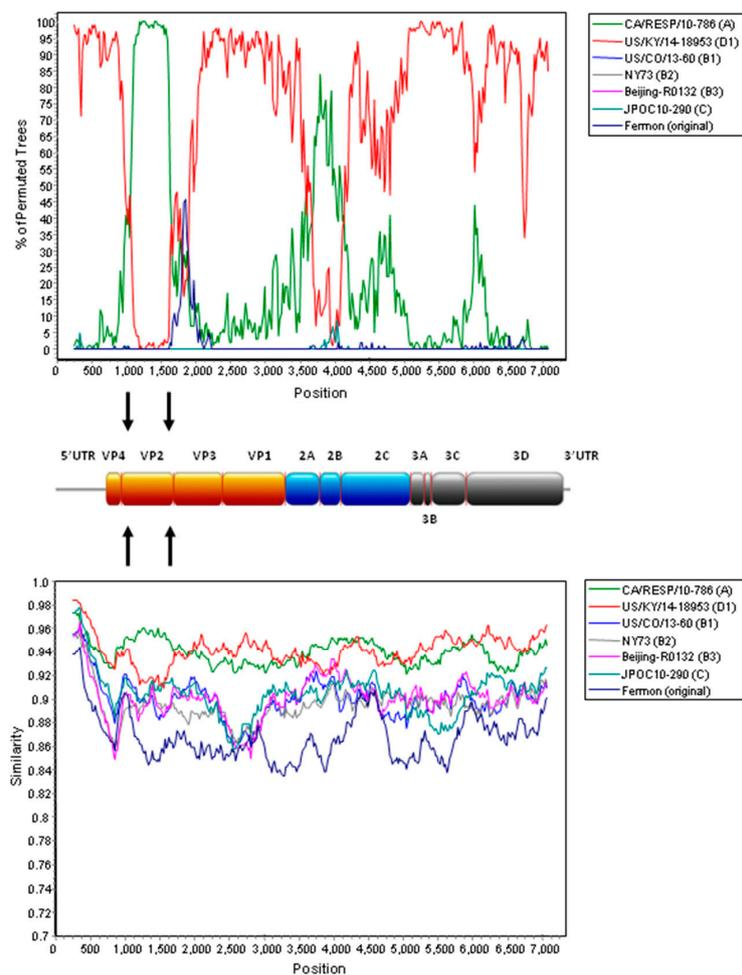 CA/RESP/10-786 (A)
US/KY/14-18953 (D1)
US/CO/13-60 (B1)
NY73 (B2)
Beijing-R0132 (B3)
JPOC10-290 (C)
Fermon (original)
% of Permuted Trees
100
95
90
85
80
75
70
65
60
55
50
45
40
35
30
25
20
15
10
5
0
0 500 1,000 1,500 2,000 2,500 3,000 3,500 4,000 4,500 5,000 5,500 6,000 6,500 7,000
Position
5'UTR VP4 VP2 VP3 VP1 2A 2B 2C 3A 3C 3D 3'UTR
3B
CA/RESP/10-786 (A)
US/KY/14-18953 (D1)
US/CO/13-60 (B1)
NY73 (B2)
Beijing-R0132 (B3)
JPOC10-290 (C)
Fermon (original)
Similarity
1.0
0.98
0.96
0.94
0.92
0.9
0.88
0.86
0.84
0.82
0.8
0.78
0.76
0.74
0.72
0.7
0 500 1,000 1,500 2,000 2,500 3,000 3,500 4,000 4,500 5,000 5,500 6,000 6,500 7,000
Position